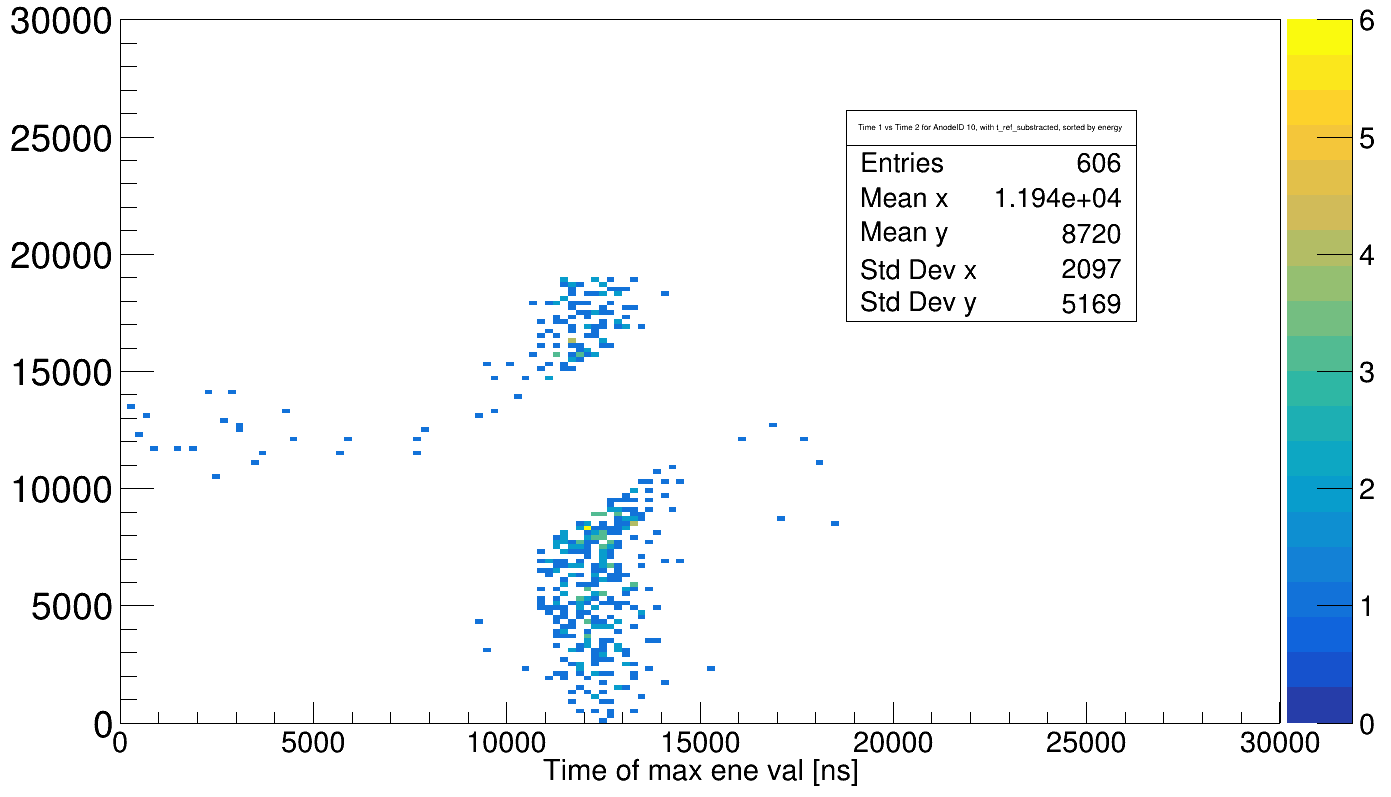 30000
25000
20000
15000
10000
5000
0
0 5000 10000 15000 20000 25000 30000
Time of max ene val [ns]
Time 1 vs Time 2 for AnodeID 10, with t_ref_substracted, sorted by energy
Entries 606
Mean x 1.194e+04
Mean y 8720
Std Dev x 2097
Std Dev y 5169
6
5
4
3
2
1
0